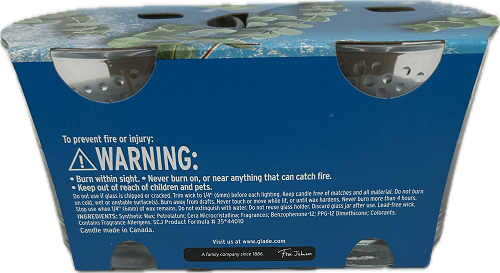 To prevent fire or injury:
WARNING:
• Burn within sight. • Never burn on, or near anything that can catch fire.
• Keep out of reach of children and pets.
Do not use if glass is chipped or cracked. Trim wick to 1/4" (6mm) before each lighting. Keep candle free of matches and all material. Do not burn
on cold, wet or unstable surface(s). Burn away from drafts. Never touch or move while lit, or until wax hardens. Never burn more than 4 hours.
Stop use when 1/4" (6mm) of wax remains. Do not extinguish with water. Do not reuse glass holder. Discard glass jar after use. Lead-free wick.
INGREDIENTS: Synthetic Wax; Petrolatum; Cera Microcristallina; Fragrances; Benzophenone-12; PPG-12 Dimethicone; Colorants.
Contains Fragrance Allergens. SCJ Product Formula # 35*44010
Candle made in Canada.
Visit us at www.glade.com
A family company since 1886. Fisk Johnson